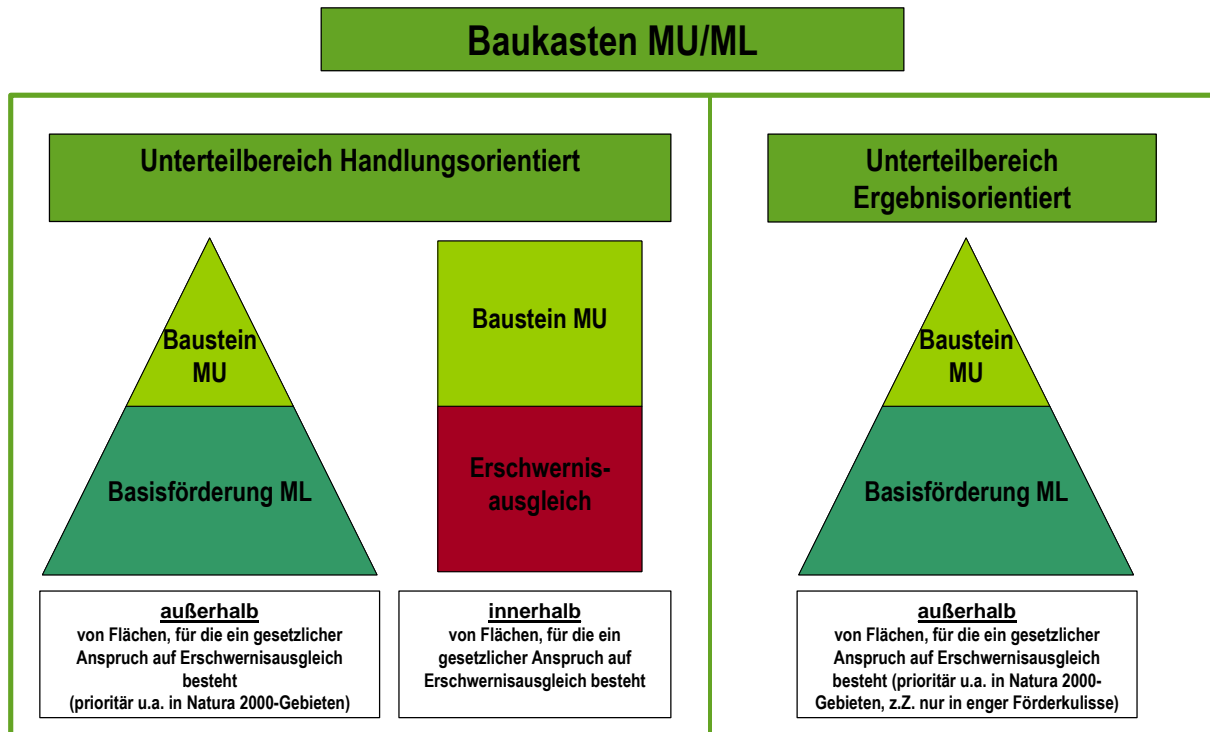 Baukasten MU/ML
Unterteilbereich Handlungsorientiert
Baustein
MU
Basisförderung ML
außerhalb
von Flächen, für die ein gesetzlicher
Anspruch auf Erschwernisausgleich
besteht
(prioritär u.a. in Natura 2000-Gebieten)
Baustein MU
Erschwernis-
ausgleich
innerhalb
von Flächen, für die ein
gesetzlicher Anspruch auf
Erschwernisausgleich besteht
Unterteilbereich
Ergebnisorientiert
Baustein
MU
Basisförderung ML
außerhalb
von Flächen, für die ein gesetzlicher
Anspruch auf Erschwernisausgleich
besteht (prioritär u.a. in Natura 2000-
Gebieten, z.Z. nur in enger Förderkulisse)